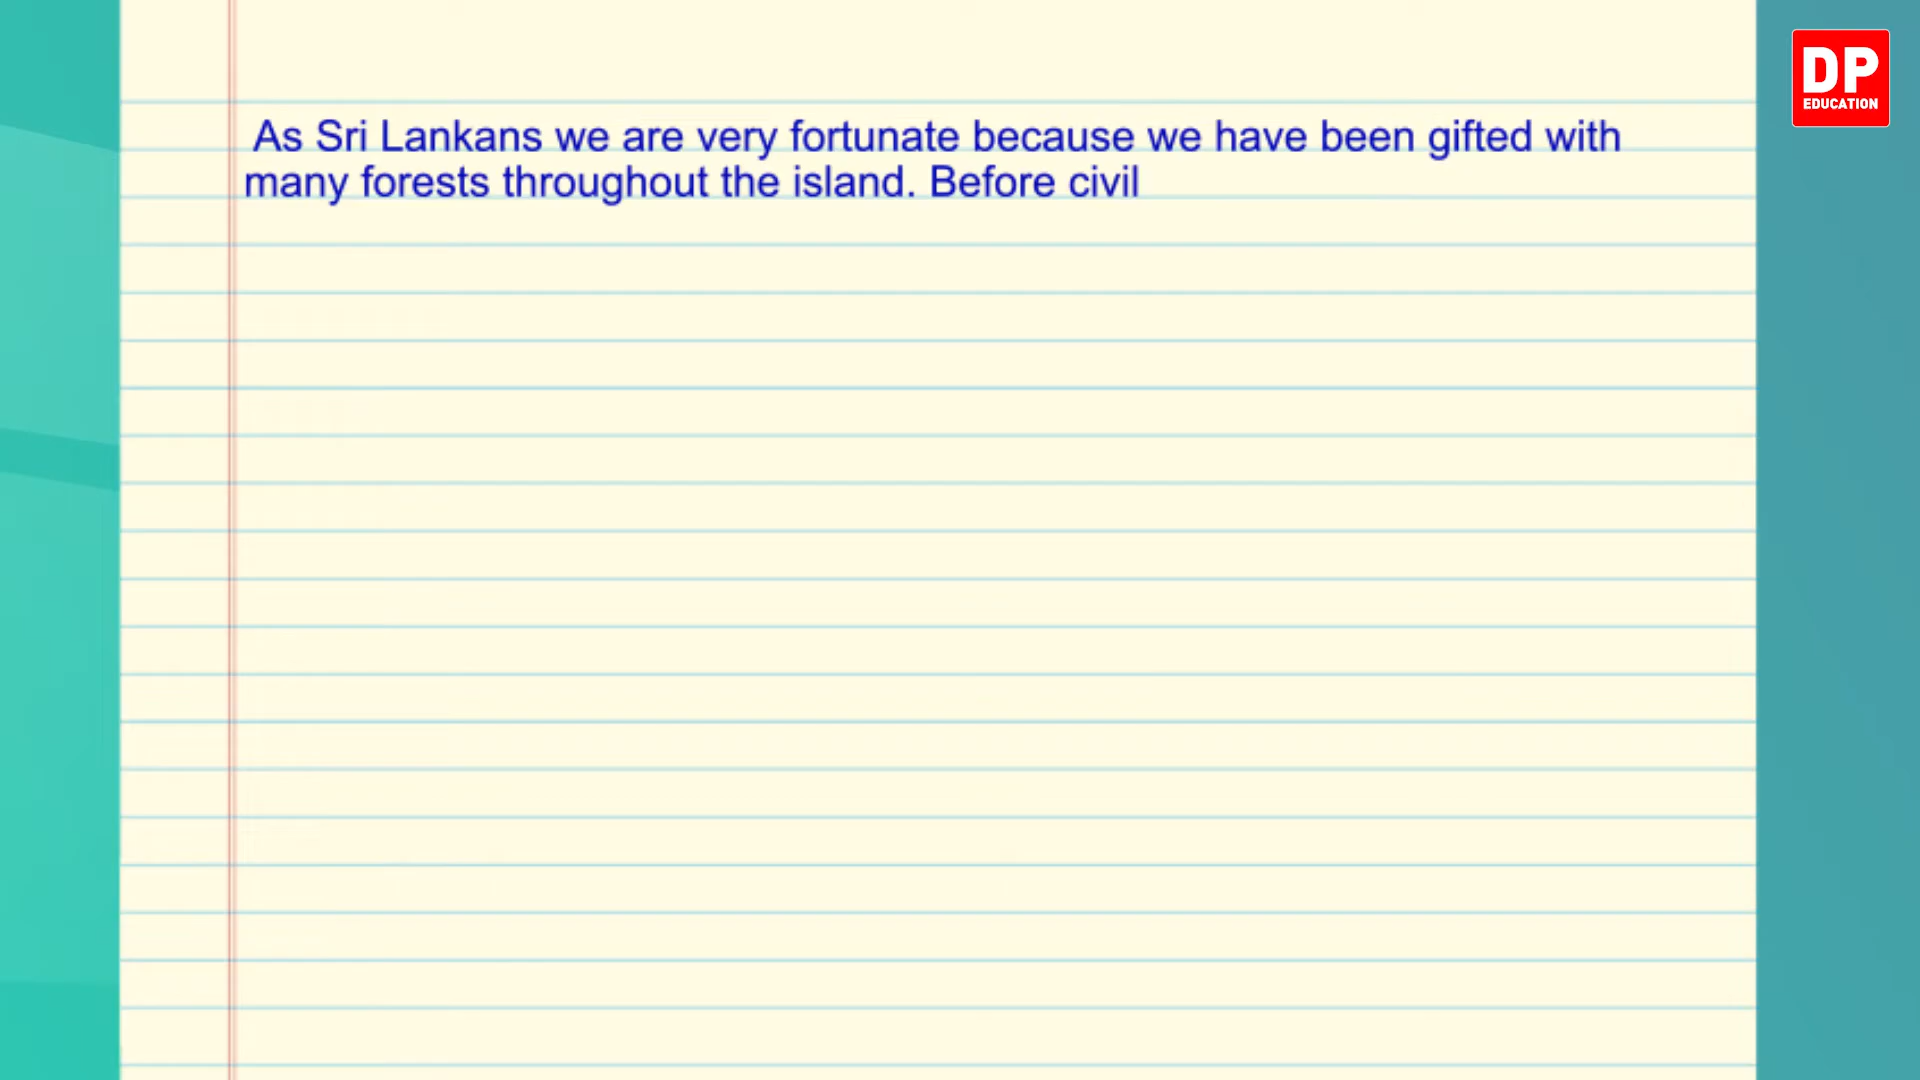 As Sri Lankans we are very fortunate because we have been gifted with
many forests throughout the island. Before civil
DP
EDUCATION